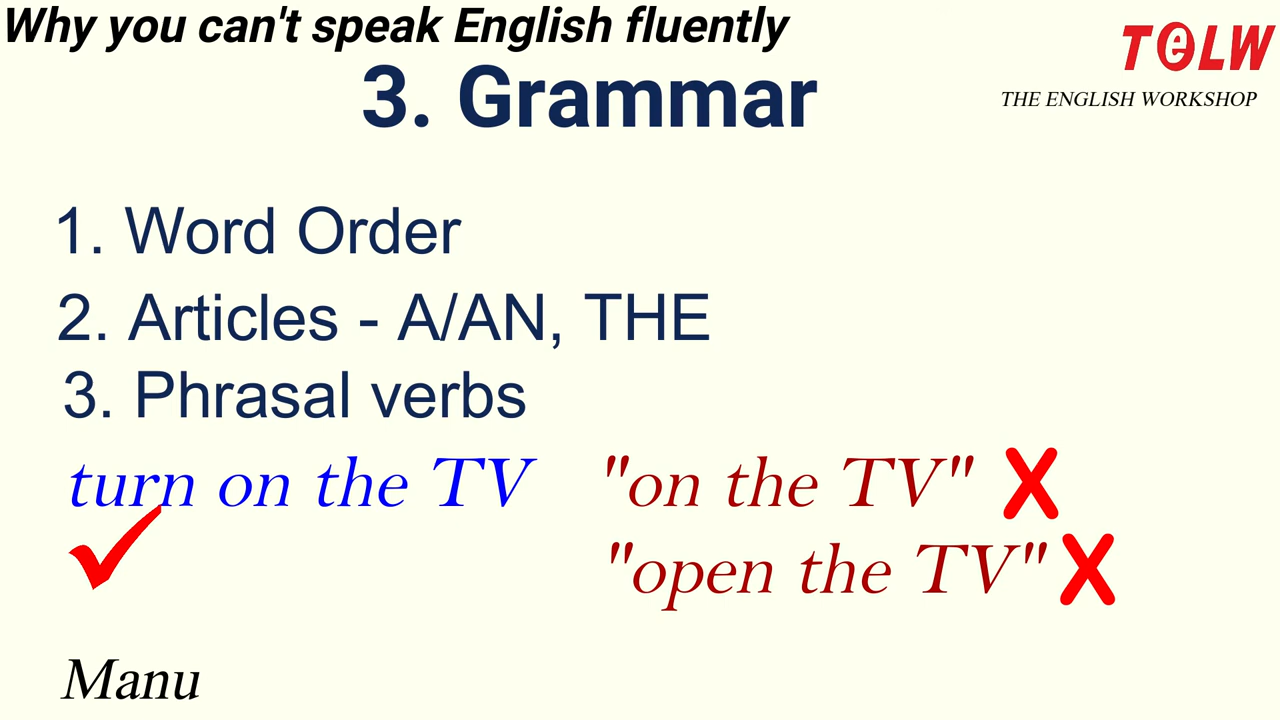 Why you can't speak English fluently
TeLW
THE ENGLISH WORKSHOP
3. Grammar
1. Word Order
2. Articles - A/AN, THE
3. Phrasal verbs
turn on the TV "on the TV" X
"open the TV" X
Manu